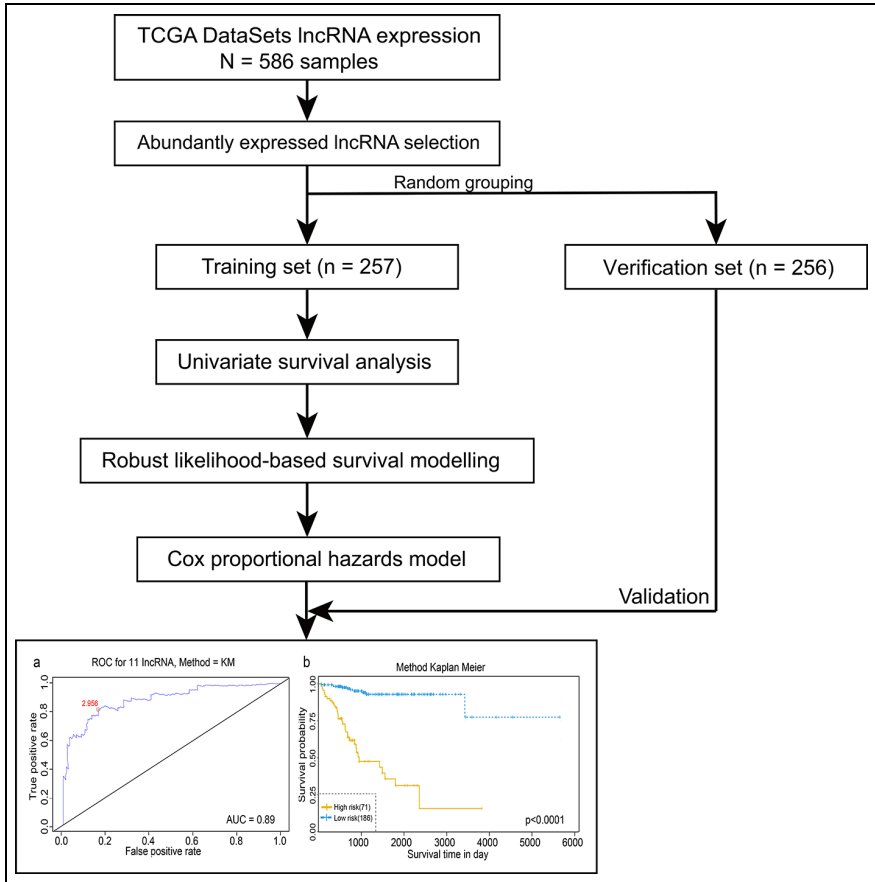 TCGA DataSets lncRNA expression
N = 586 samples
Abundantly expressed lncRNA selection
Random grouping
Training set (n = 257)
Verification set (n = 256)
Univariate survival analysis
Robust likelihood-based survival modelling
Cox proportional hazards model
Validation
a
ROC for 11 lncRNA, Method = KM
True positive rate
1.0
0.8
0.6
0.4
0.2
0.0
2.956
AUC = 0.89
0.0
0.2
0.4
0.6
0.8
1.0
False positive rate
b
Method Kaplan Meier
Survival probability
1.00
0.75
0.50
0.25
0.00
High risk(71)
Low risk(186)
p<0.0001
1000
2000
3000
4000
5000
6000
Survival time in day